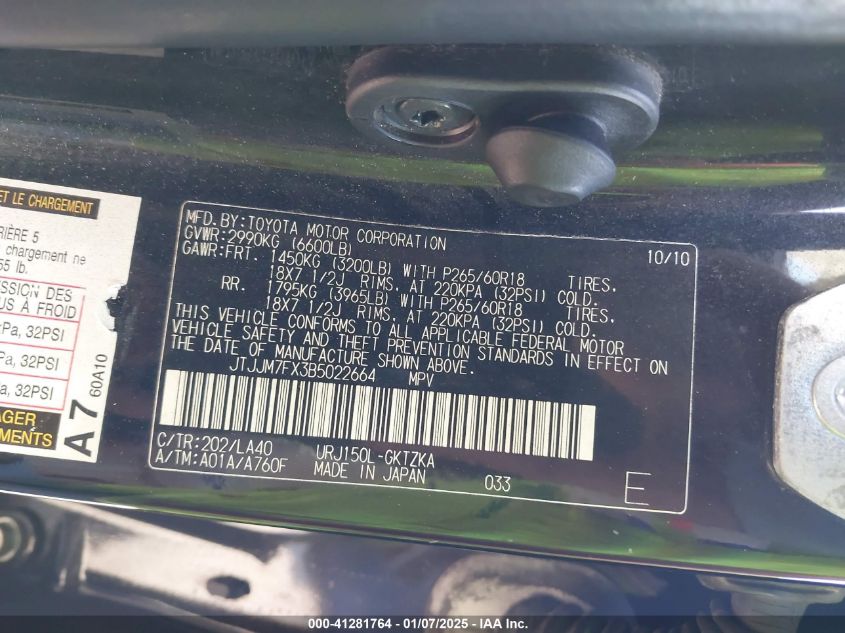 ET LE CHARGEMENT
RIÈRE 5
chargement ne
55 lb.
ESSION DES
US À FROID
kPa, 32PSI
Pa, 32PSI
a, 32PSI
AGER
EMENTS
A7 60A10
MFD.BY:TOYOTA MOTOR CORPORATION 10/10
GVWR:2990KG (6600LB)
GAWR:FRT. 1450KG (3200LB) WITH P265/60R18 TIRES.
18X7 1/2J RIMS. AT 220KPA (32PSI) COLD.
RR. 1795KG (3965LB) WITH P265/60R18 TIRES.
18X7 1/2J RIMS. AT 220KPA (32PSI) COLD.
THIS VEHICLE CONFORMS TO ALL APPLICABLE FEDERAL MOTOR
VEHICLE SAFETY AND THEFT PREVENTION STANDARDS IN EFFECT ON
THE DATE OF MANUFACTURE SHOWN ABOVE.
JTJJM7FX3B5022664 MPV
C/TR:202/LA40 URJ150L-GKTZKA
A/TM:A01A/A760F MADE IN JAPAN 033 E
000-41281764 - 01/07/2025 - IAA Inc.